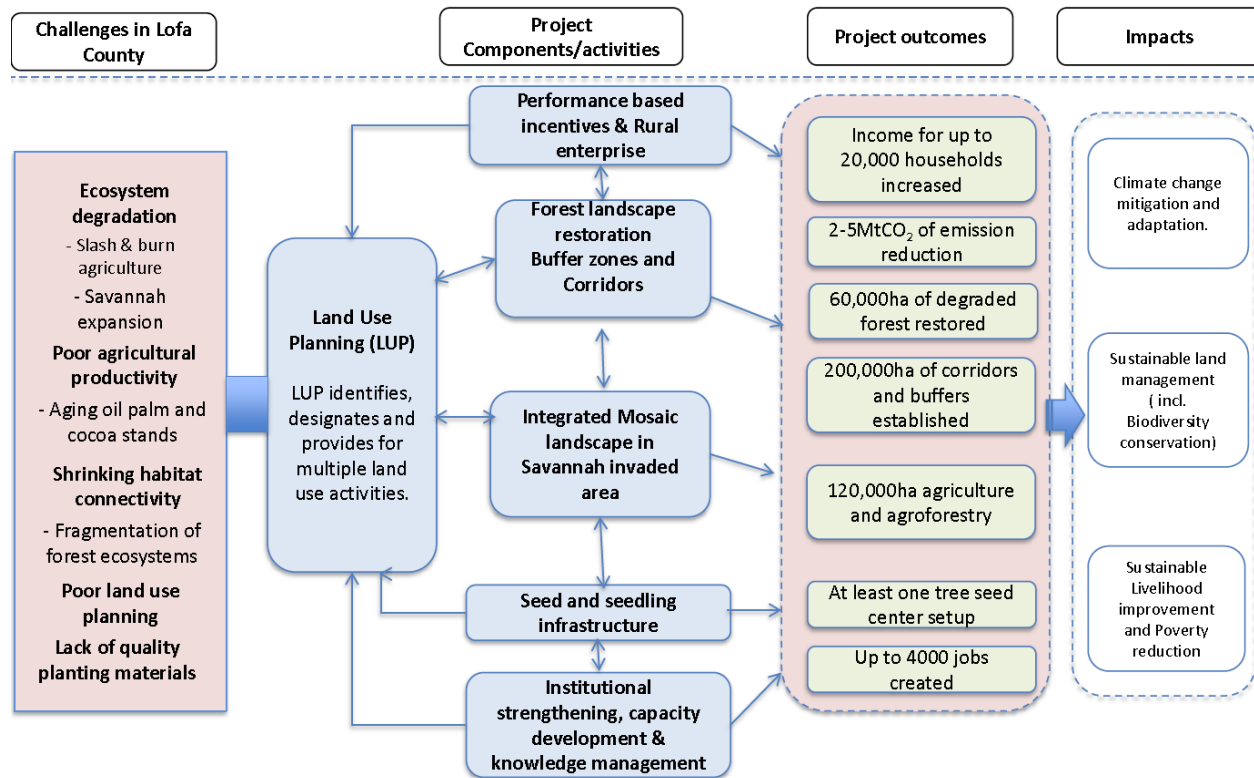 Challenges in Lofa
County
Project
Components/activities
Project outcomes
Impacts
Ecosystem
degradation
- Slash & burn
agriculture
- Savannah
expansion
Poor agricultural
productivity
- Aging oil palm and
cocoa stands
Shrinking habitat
connectivity
- Fragmentation of
forest ecosystems
Poor land use
planning
Lack of quality
planting materials
Land Use
Planning (LUP)
LUP identifies,
designates and
provides for
multiple land
use activities.
Performance based
incentives & Rural
enterprise
Forest landscape
restoration
Buffer zones and
Corridors
Integrated Mosaic
landscape in
Savannah invaded
area
Seed and seedling
infrastructure
Institutional
strengthening, capacity
development &
knowledge management
Income for up to
20,000 households
increased
2-5MtCO₂ of emission
reduction
60,000ha of degraded
forest restored
200,000ha of corridors
and buffers
established
120,000ha agriculture
and agroforestry
At least one tree seed
center setup
Up to 4000 jobs
created
Climate change
mitigation and
adaptation.
Sustainable land
management
( incl.
Biodiversity
conservation)
Sustainable
Livelihood
improvement
and Poverty
reduction